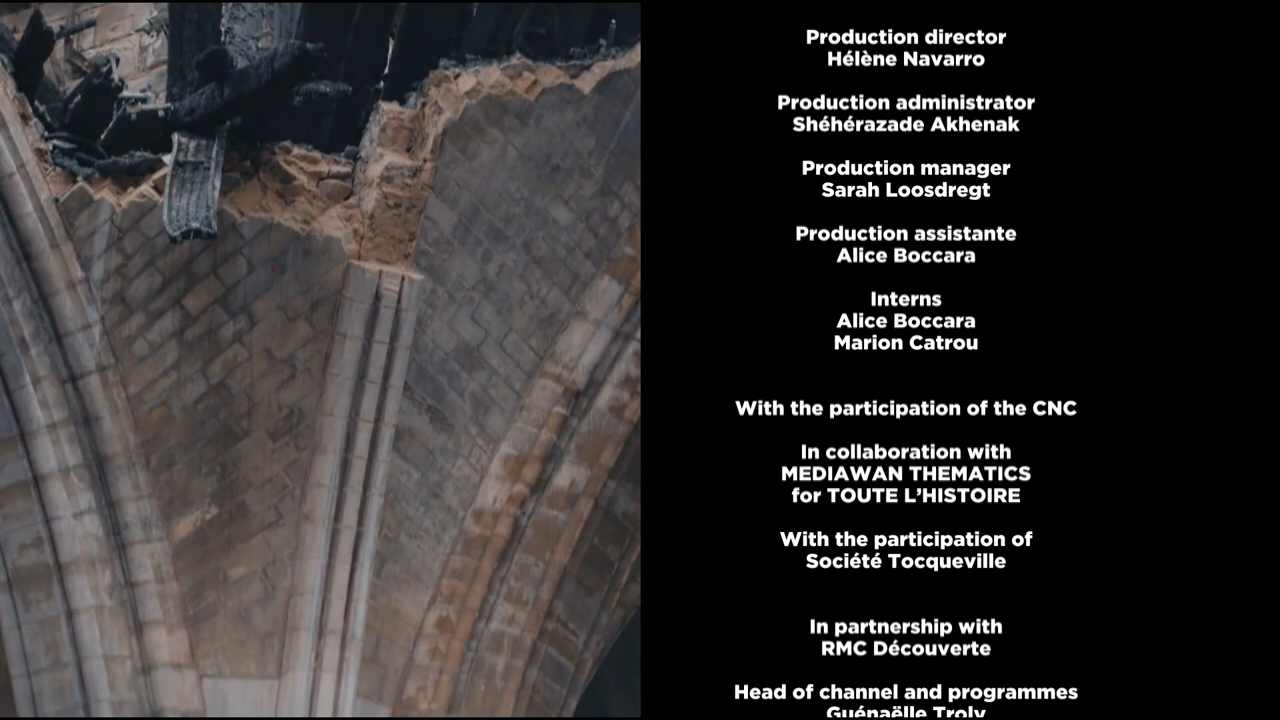 Production director
Hélène Navarro
Production administrator
Shéhérazade Akhenak
Production manager
Sarah Loosdregt
Production assistante
Alice Boccara
Interns
Alice Boccara
Marion Catrou
With the participation of the CNC
In collaboration with
MEDIAWAN THEMATICS
for TOUTE L’HISTOIRE
With the participation of
Société Tocqueville
In partnership with
RMC Découverte
Head of channel and programmes
Guénaëlle Troly